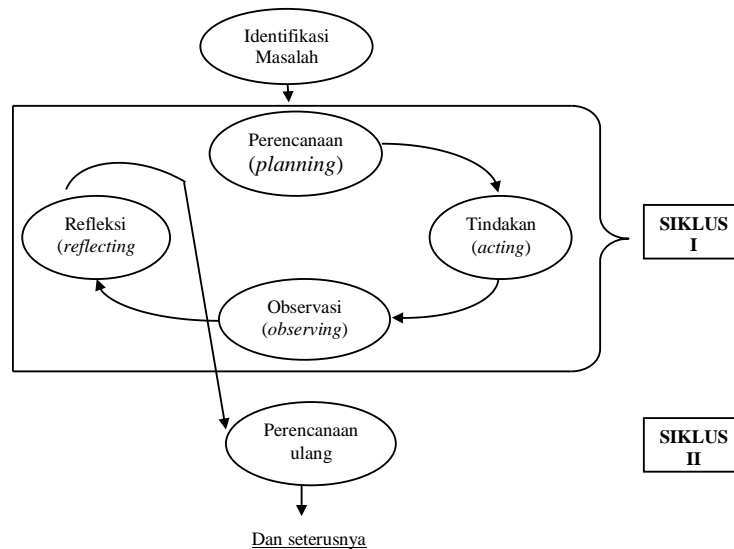 Identifikasi
Masalah
Perencanaan
(planning)
Refleksi
(reflecting
Tindakan
(acting)
SIKLUS
I
Observasi
(observing)
Perencanaan
ulang
SIKLUS
II
Dan seterusnya